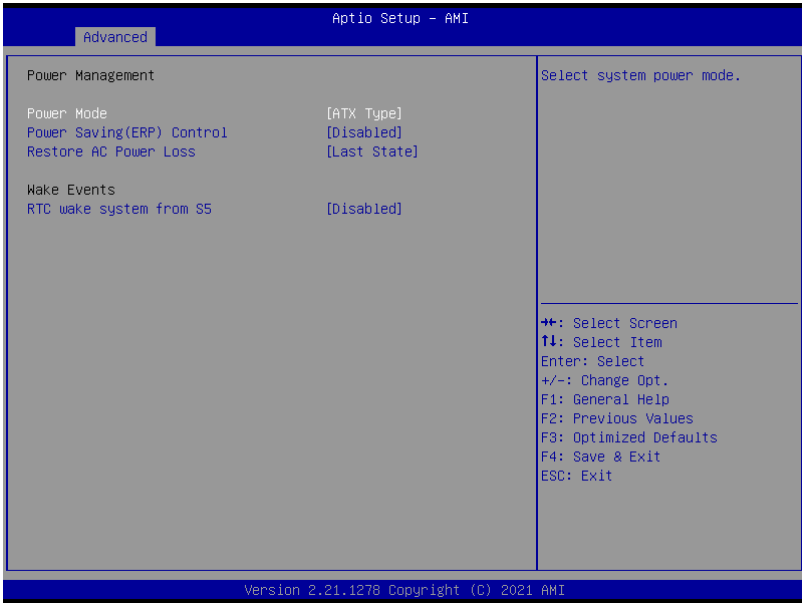 Aptio Setup – AMI
Advanced
Power Management
Select system power mode.
Power Mode [ATX Type]
Power Saving(ERP) Control [Disabled]
Restore AC Power Loss [Last State]
Wake Events
RTC wake system from S5 [Disabled]
→←: Select Screen
↑↓: Select Item
Enter: Select
+/-: Change Opt.
F1: General Help
F2: Previous Values
F3: Optimized Defaults
F4: Save & Exit
ESC: Exit
Version 2.21.1278 Copyright (C) 2021 AMI